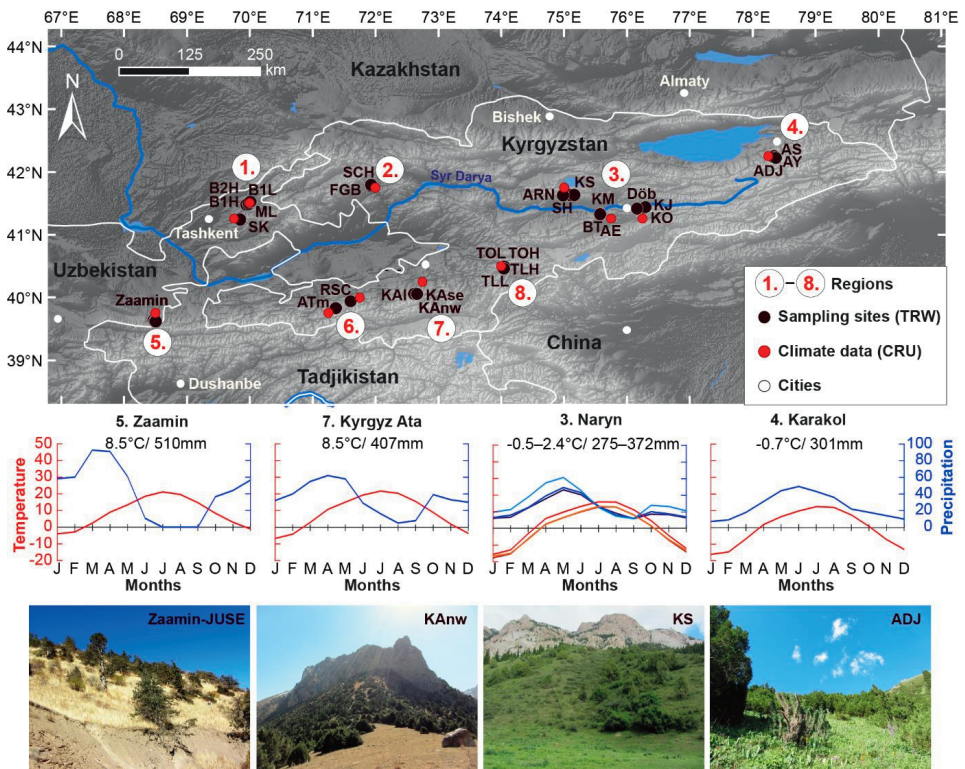 67°E 68°E 69°E 70°E 71°E 72°E 73°E 74°E 75°E 76°E 77°E 78°E 79°E 80°E 81°E
44°N
43°N
42°N
41°N
40°N
39°N
0 125 250
km
N
Kazakhstan
Almaty
Bishek
Kyrgyzstan
4.
AS
AY
ADJ
1.
B2H B1L
B1H
ML
SK
Tashkent
SCH
2.
FGB
Syr Darya
KS
3.
ARN
SH
KM
Döb
KJ
BT
AE
KO
Uzbekistan
Zaamin
5.
RSC
ATm
6.
KAI
KAse
KAnw
7.
TOL TOH
TLH
TLL
8.
China
Dushanbe
Tadjikistan
1. – 8. Regions
Sampling sites (TRW)
Climate data (CRU)
Cities
5. Zaamin
8.5°C/ 510mm
7. Kyrgyz Ata
8.5°C/ 407mm
3. Naryn
-0.5–2.4°C/ 275–372mm
4. Karakol
-0.7°C/ 301mm
Temperature
50
40
30
20
10
0
-10
-20
100
80
60
40
20
0
Precipitation
J F M A M J J A S O N D
Months
J F M A M J J A S O N D
Months
J F M A M J J A S O N D
Months
J F M A M J J A S O N D
Months
Zaamin-JUSE
KAnw
KS
ADJ